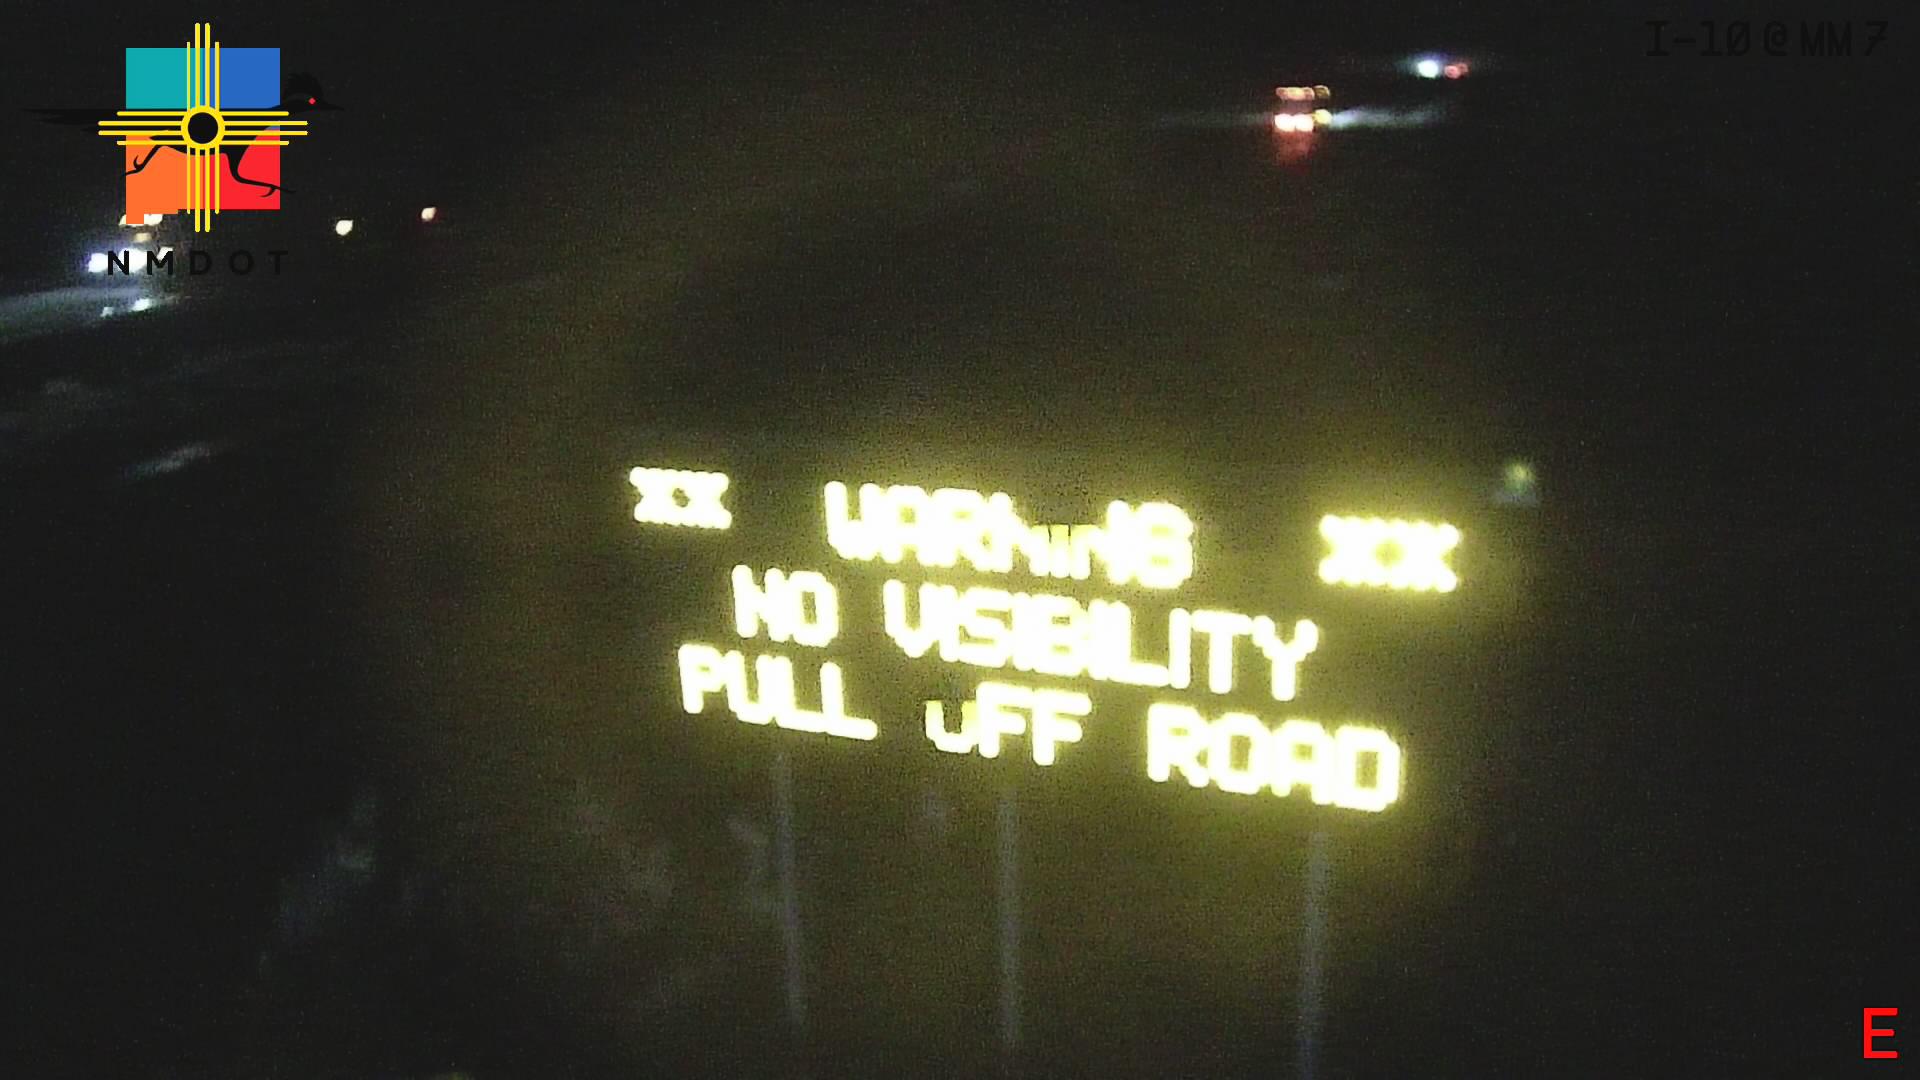 I-10 @ MM 7
NMDOT
XX WARNING XX
NO VISIBILITY
PULL OFF ROAD
E